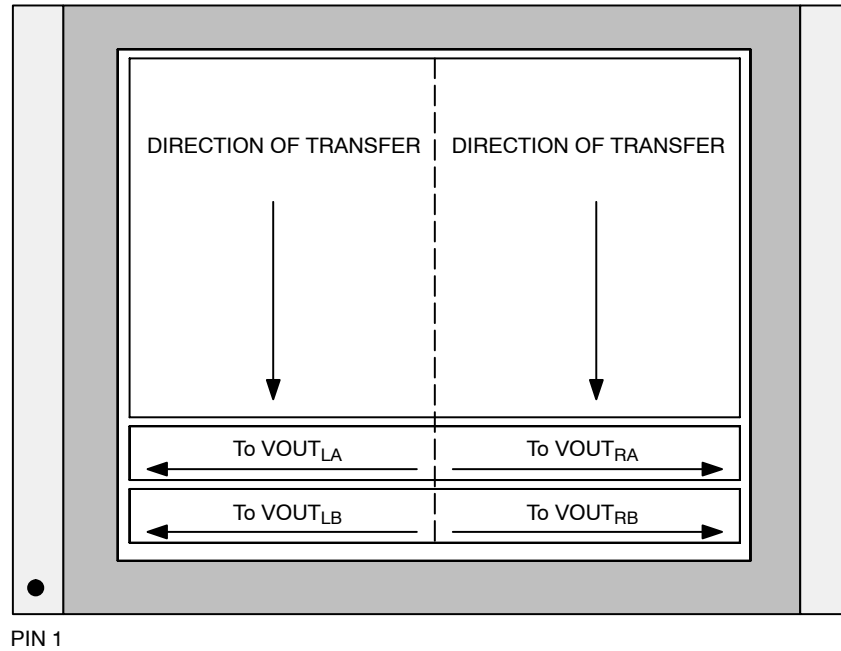 DIRECTION OF TRANSFER
DIRECTION OF TRANSFER
To VOUTLA
To VOUTRA
To VOUTLB
To VOUTRB
PIN 1